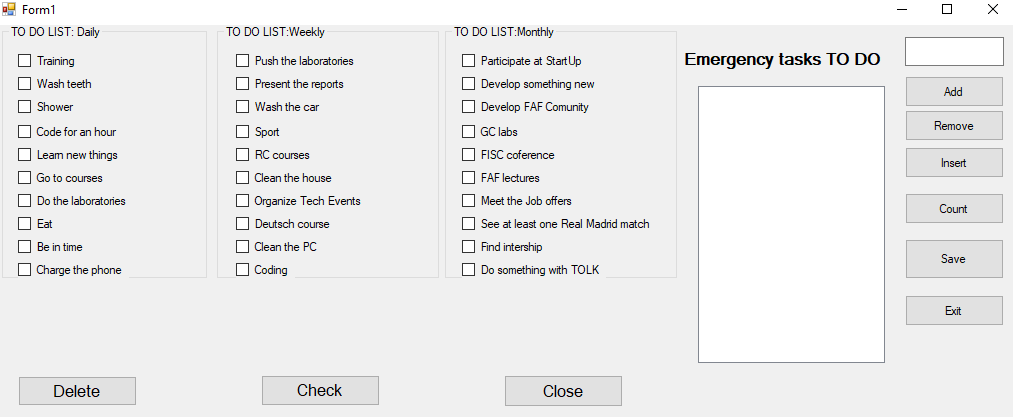 Form1
TO DO LIST: Daily
Training
Wash teeth
Shower
Code for an hour
Learn new things
Go to courses
Do the laboratories
Eat
Be in time
Charge the phone
TO DO LIST:Weekly
Push the laboratories
Present the reports
Wash the car
Sport
RC courses
Clean the house
Organize Tech Events
Deutsch course
Clean the PC
Coding
TO DO LIST:Monthly
Participate at StartUp
Develop something new
Develop FAF Comunity
GC labs
FISC coference
FAF lectures
Meet the Job offers
See at least one Real Madrid match
Find intership
Do something with TOLK
Emergency tasks TO DO
Add
Remove
Insert
Count
Save
Exit
Delete
Check
Close